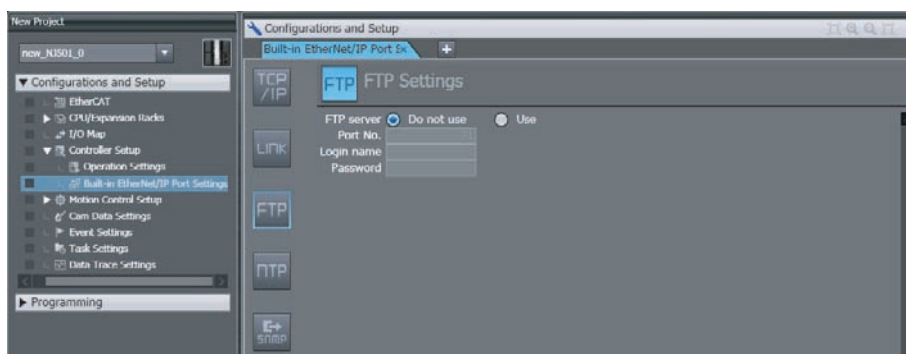 New Project
new_NJ501_0
Configurations and Setup
EtherCAT
CPU/Expansion Racks
I/O Map
Controller Setup
Operation Settings
Built-in EtherNet/IP Port Settings
Motion Control Setup
Cam Data Settings
Event Settings
Task Settings
Data Trace Settings
Programming
Configurations and Setup
Built-in EtherNet/IP Port Se
TCP
/IP
LINK
FTP
NTP
SNMP
FTP FTP Settings
FTP server Do not use Use
Port No.
Login name
Password